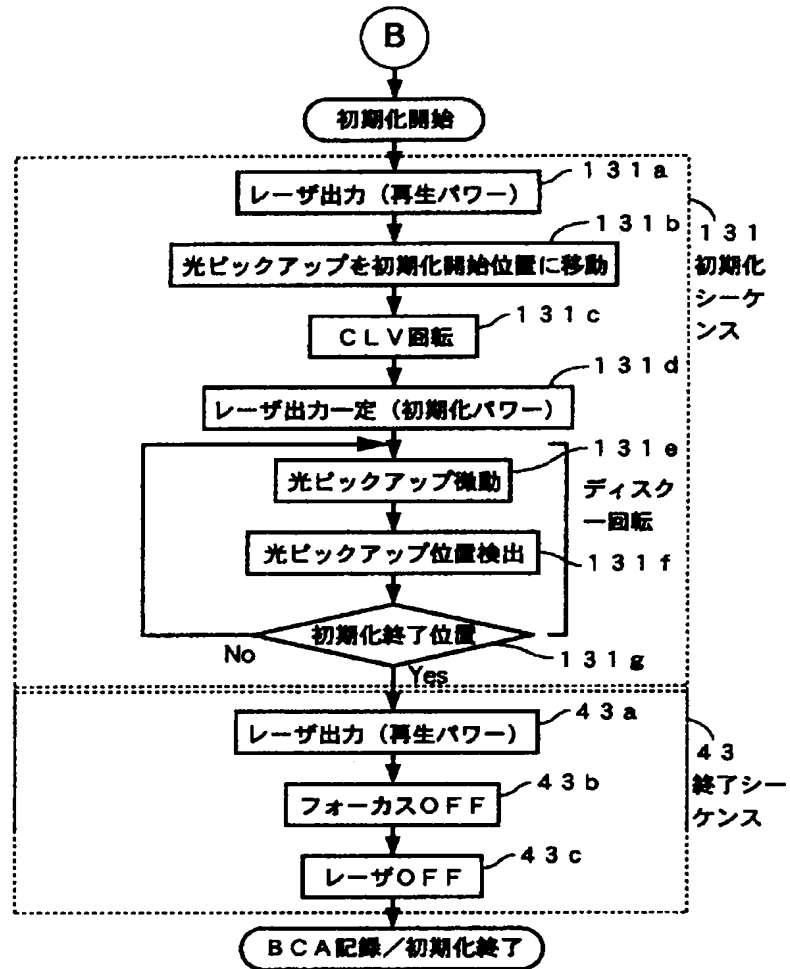 B
初期化開始
131a
レーザ出力（再生パワー）
131b
光ピックアップを初期化開始位置に移動
131
初期化
シーケ
ンス
131c
ＣＬＶ回転
131d
レーザ出力一定（初期化パワー）
131e
光ピックアップ微動
ディスク
一回転
光ピックアップ位置検出
131f
初期化終了位置
No
131g
Yes
43a
レーザ出力（再生パワー）
43
終了シー
ケンス
43b
フォーカスＯＦＦ
43c
レーザＯＦＦ
ＢＣＡ記録／初期化終了